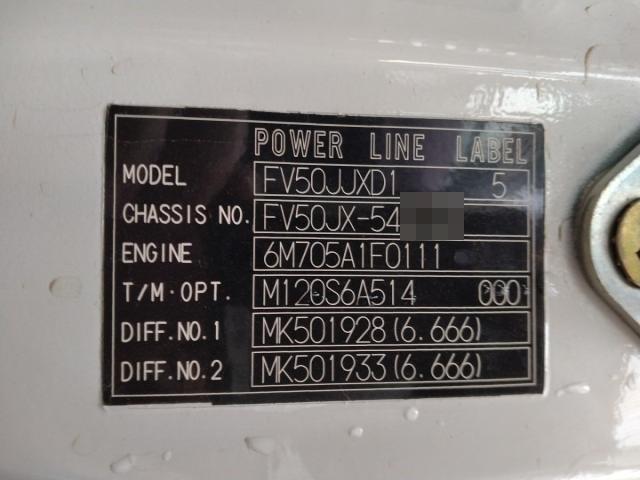 POWER LINE LABEL
MODEL FV50JJXD1 5
CHASSIS NO. FV50JX-54
ENGINE 6M705A1F0111
T/M·OPT. M120S6A514 000
DIFF.NO.1 MK501928(6.666)
DIFF.NO.2 MK501933(6.666)